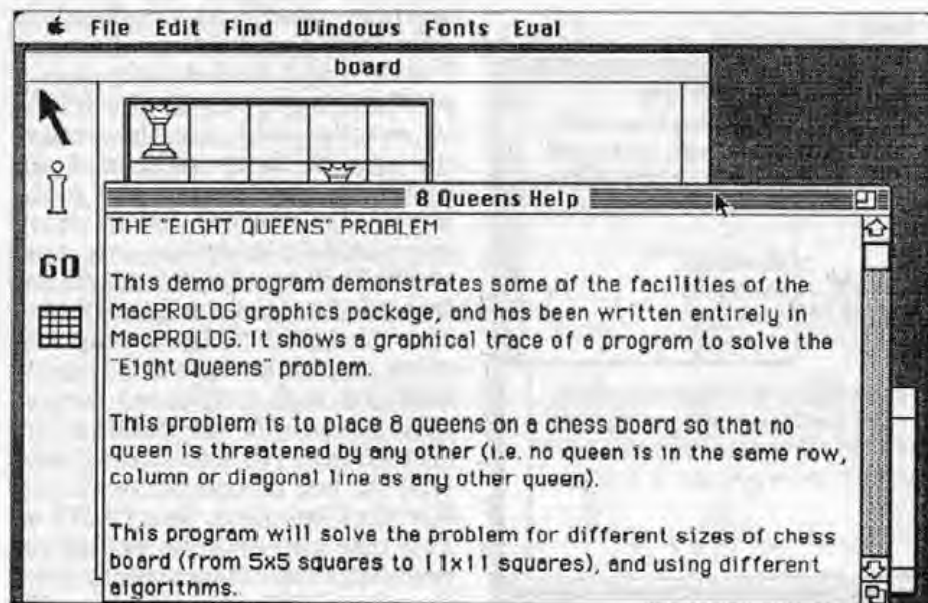 File Edit Find Windows Fonts Eval
board
GO
8 Queens Help
THE "EIGHT QUEENS" PROBLEM
This demo program demonstrates some of the facilities of the
MacPROLOG graphics package, and has been written entirely in
MacPROLOG. It shows a graphical trace of a program to solve the
"Eight Queens" problem.
This problem is to place 8 queens on a chess board so that no
queen is threatened by any other (i.e. no queen is in the same row,
column or diagonal line as any other queen).
This program will solve the problem for different sizes of chess
board (from 5x5 squares to 11x11 squares), and using different
algorithms.